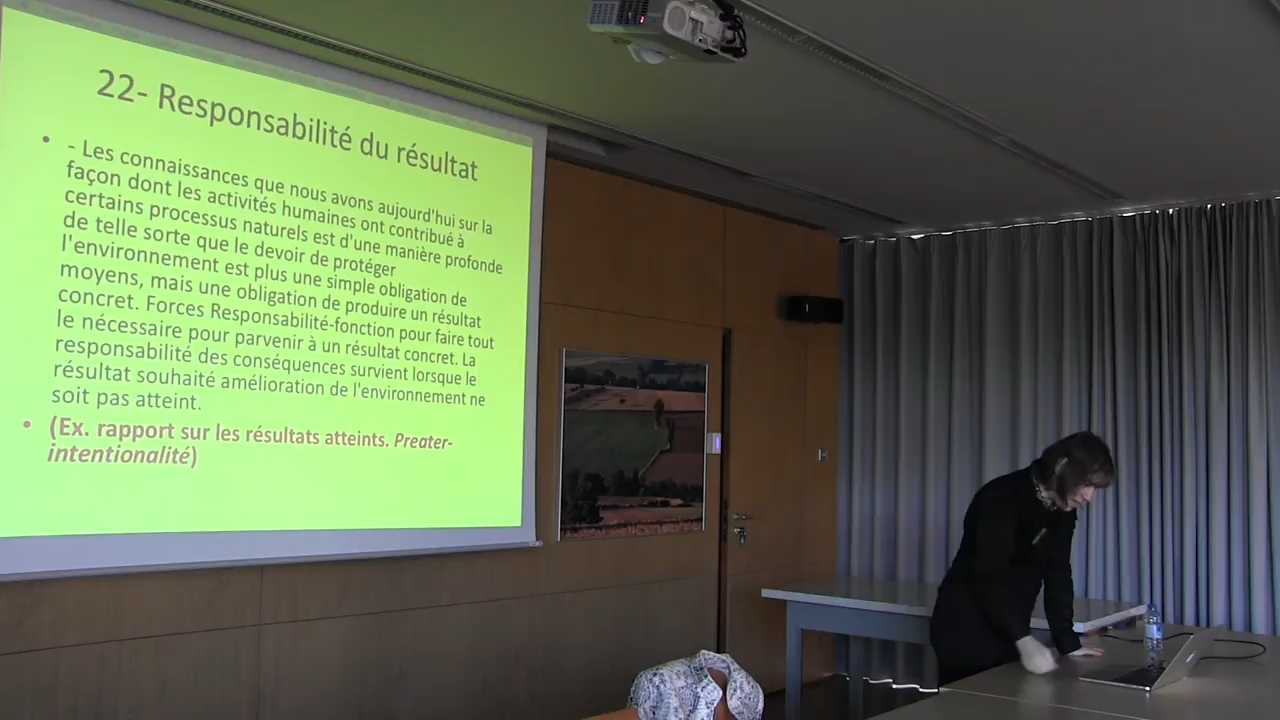 22- Responsabilité du résultat
• - Les connaissances que nous avons aujourd'hui sur la
façon dont les activités humaines ont contribué à
certains processus naturels est d'une manière profonde
de telle sorte que le devoir de protéger
l'environnement est plus une simple obligation de
moyens, mais une obligation de produire un résultat
concret. Forces Responsabilité-fonction pour faire tout
le nécessaire pour parvenir à un résultat concret. La
responsabilité des conséquences survient lorsque le
résultat souhaité amélioration de l'environnement ne
soit pas atteint.
• (Ex. rapport sur les résultats atteints. Preater-
intentionalité)